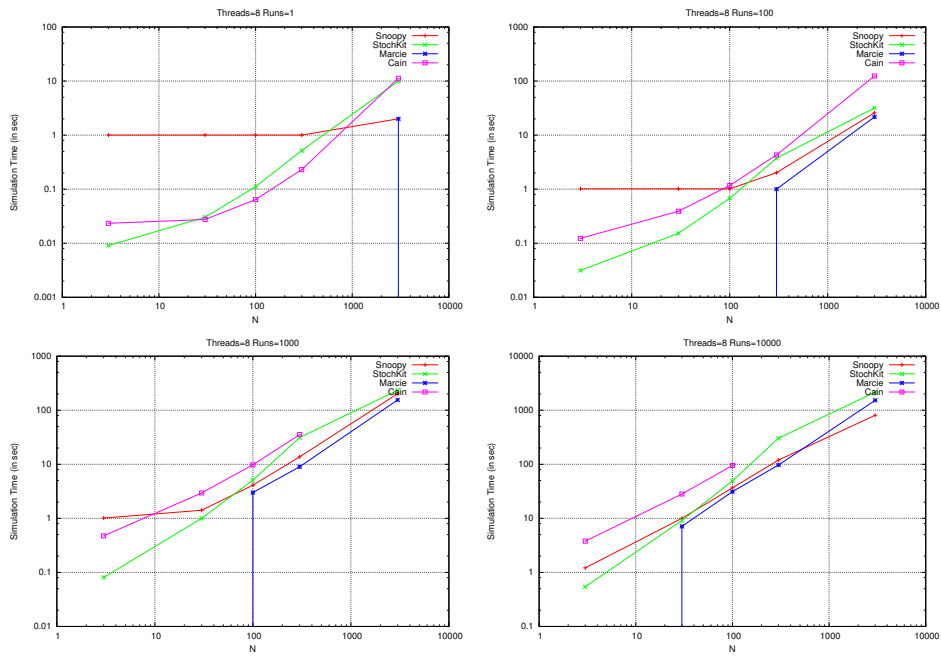 Threads=8 Runs=1
Simulation Time (in sec)
100
10
1
0.1
0.01
0.001
1
10
100
1000
10000
N
Snoopy
StochKit
Marcie
Cain
Threads=8 Runs=100
Simulation Time (in sec)
1000
100
10
1
0.1
0.01
1
10
100
1000
10000
N
Snoopy
StochKit
Marcie
Cain
Threads=8 Runs=1000
Simulation Time (in sec)
1000
100
10
1
0.1
0.01
1
10
100
1000
10000
N
Snoopy
StochKit
Marcie
Cain
Threads=8 Runs=10000
Simulation Time (in sec)
10000
1000
100
10
1
0.1
1
10
100
1000
10000
N
Snoopy
StochKit
Marcie
Cain